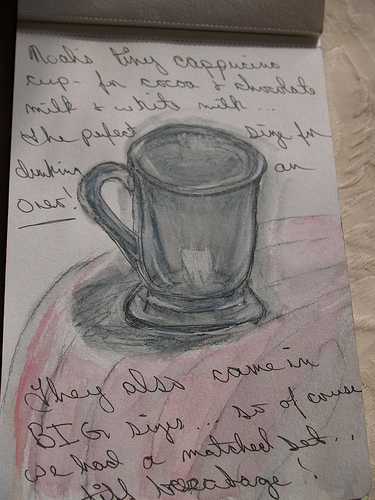 Noah's tiny cappucino
cup - for cocoa & chocolate
milk & white milk ...
the perfect size for
dunking an
oreo!
They also came in
BIG sizes ... so of course
we had a matched set...
till breakage!